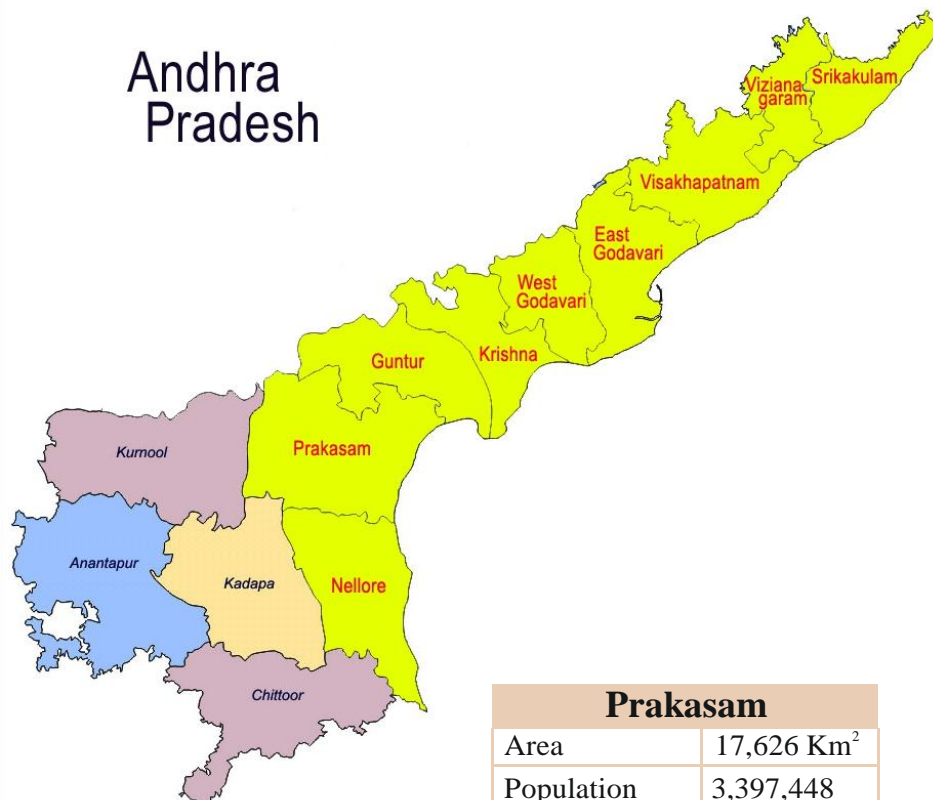 Andhra
Pradesh
Viziana
garam
Srikakulam
Visakhapatnam
East
Godavari
West
Godavari
Krishna
Guntur
Prakasam
Kurnool
Anantapur
Kadapa
Nellore
Chittoor
Prakasam
Area 17,626 Km²
Population 3,397,448